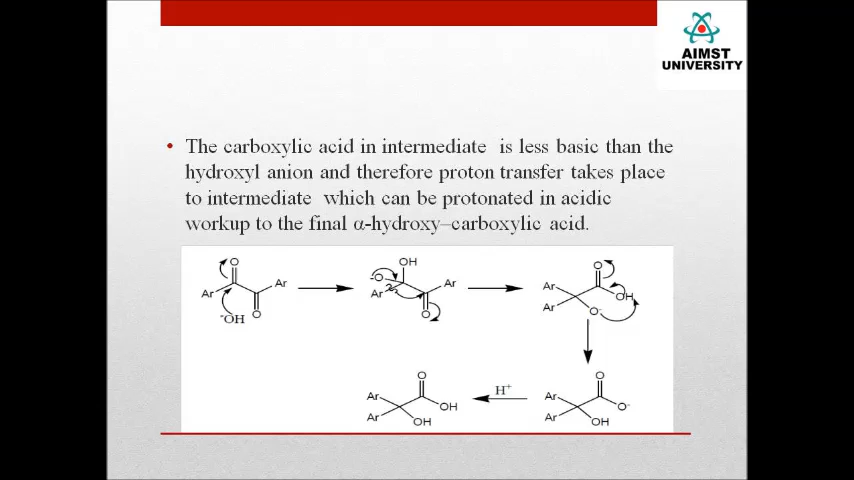 AIMST
UNIVERSITY
• The carboxylic acid in intermediate is less basic than the
hydroxyl anion and therefore proton transfer takes place
to intermediate which can be protonated in acidic
workup to the final α-hydroxy–carboxylic acid.
O
Ar
Ar
O
-OH
OH
-O
Ar
Ar
O
O
Ar
Ar
OH
O-
O
Ar
Ar
OH
OH
H+
O
Ar
Ar
O-
OH